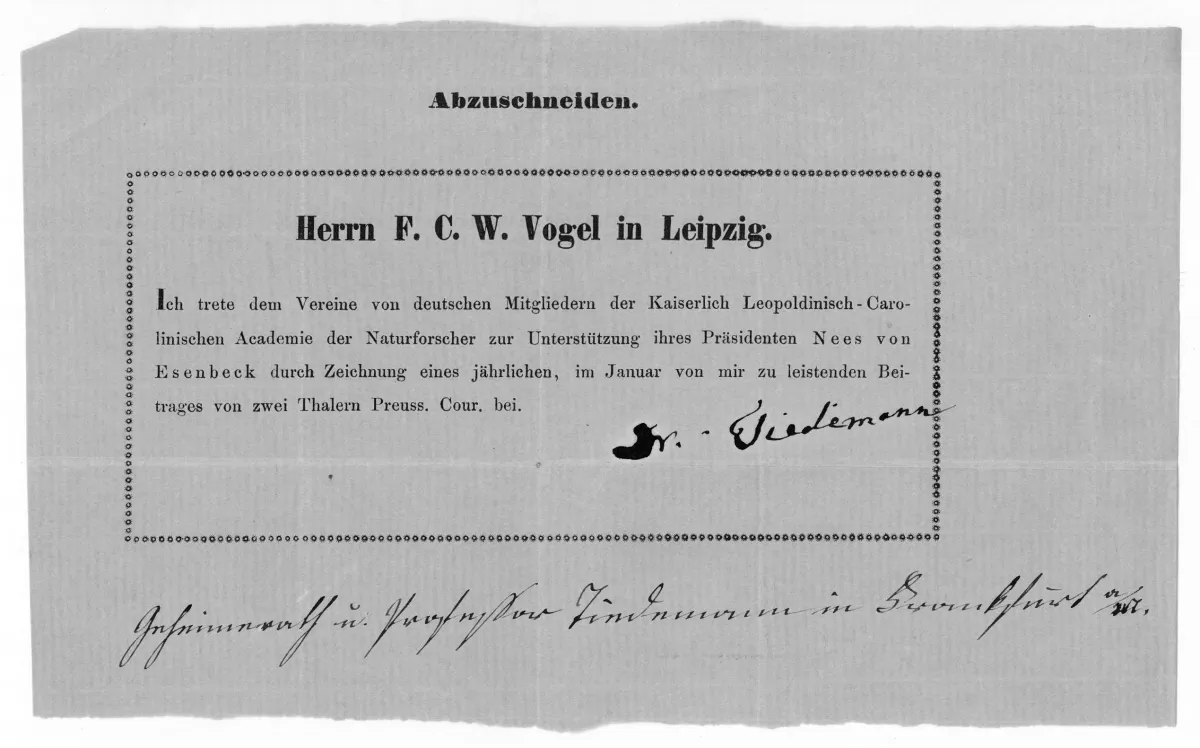 Abzuschneiden.
Herrn F. C. W. Vogel in Leipzig.
Ich trete dem Vereine von deutschen Mitgliedern der Kaiserlich Leopoldinisch-Caro-
linischen Academie der Naturforscher zur Unterstützung ihres Präsidenten Nees von
Esenbeck durch Zeichnung eines jährlichen, im Januar von mir zu leistenden Bei-
trages von zwei Thalern Preuss. Cour. bei.
Dr. Tiedemann
Geheimerath u. Professor Tiedemann in Frankfurt a/M.